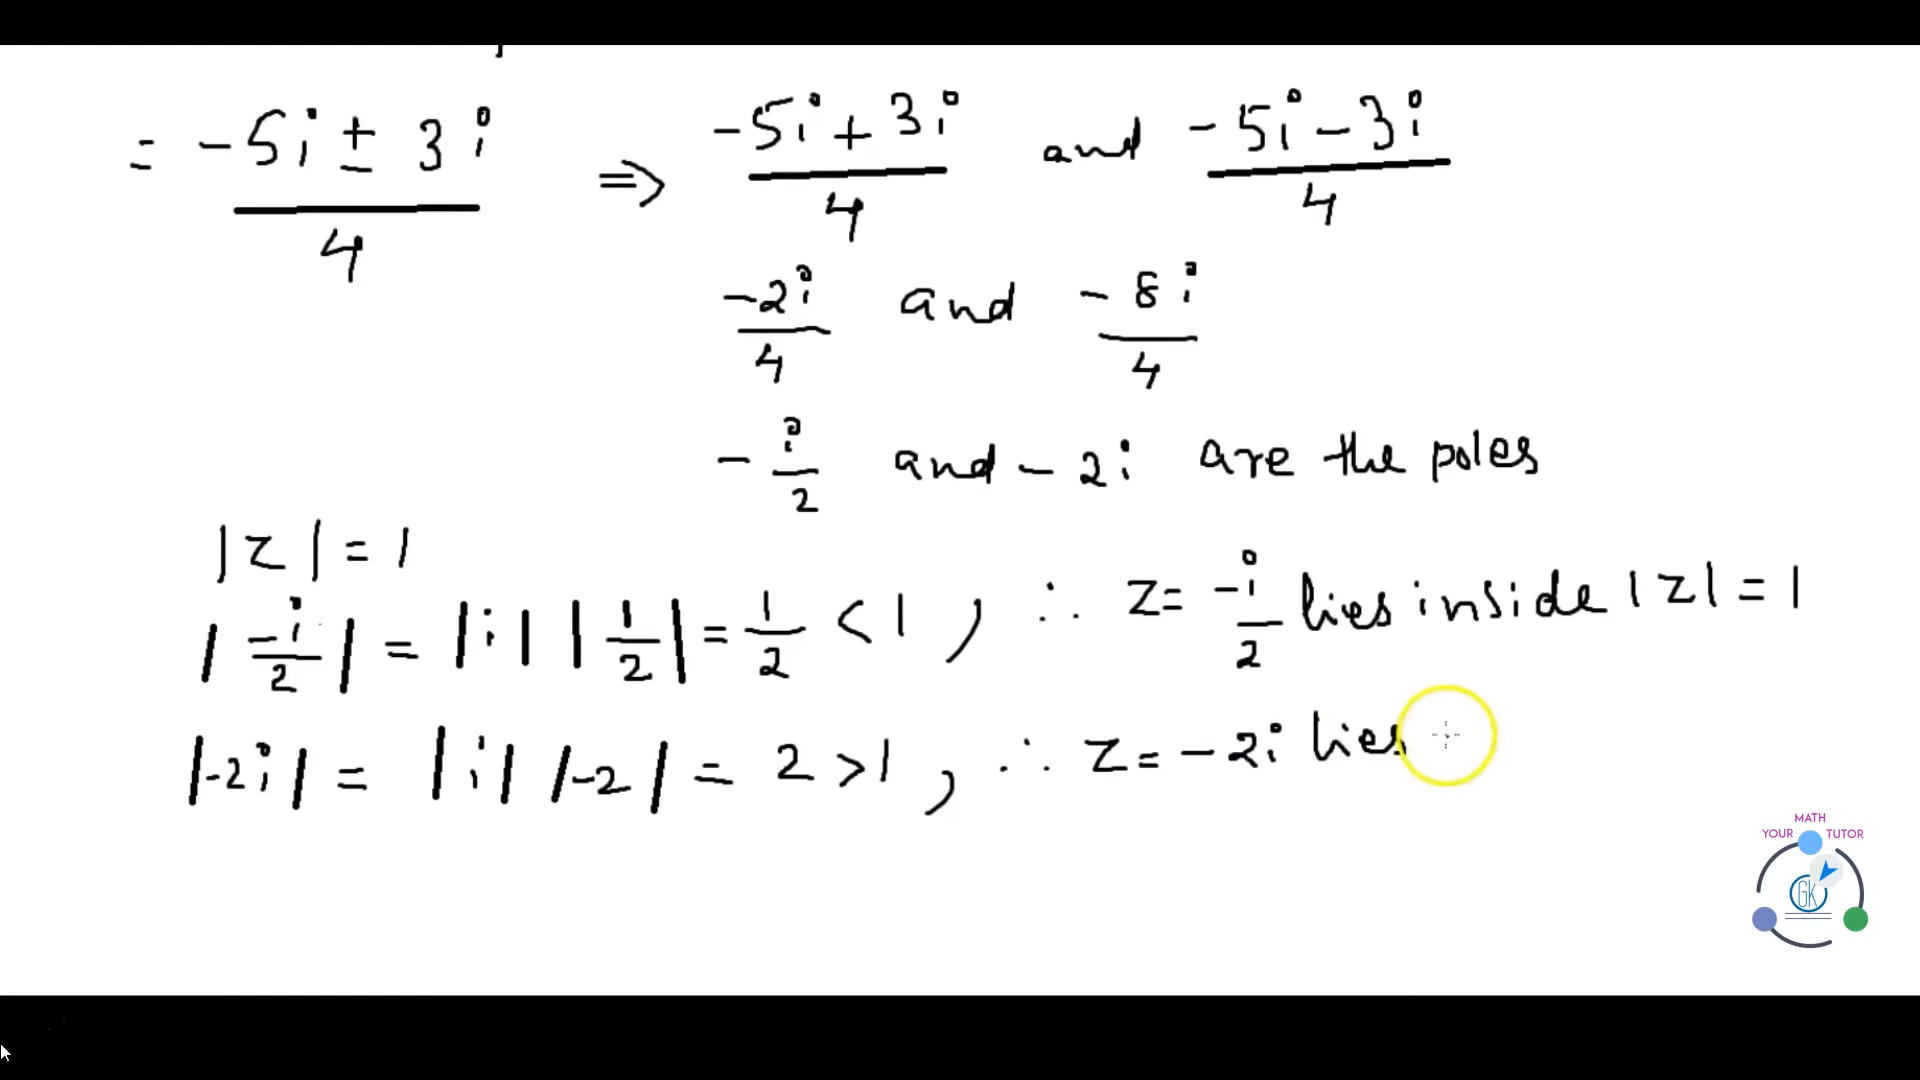 = (-5i ± 3i)/4 ⇒ (-5i + 3i)/4 and (-5i - 3i)/4
-2i/4 and -8i/4
-i/2 and -2i are the poles
|z| = 1
|-i/2| = |i| |1/2| = 1/2 < 1, ∴ z = -i/2 lies inside |z| = 1
|-2i| = |i| |-2| = 2 > 1, ∴ z = -2i lies
MATH
YOUR TUTOR
GK